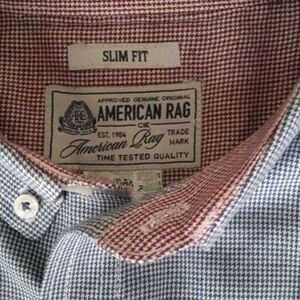 SLIM FIT
APPROVED GENUINE ORIGINAL
AMERICAN RAG
CIE
EST. 1984
TRADE
American Rag
MARK
TIME TESTED QUALITY